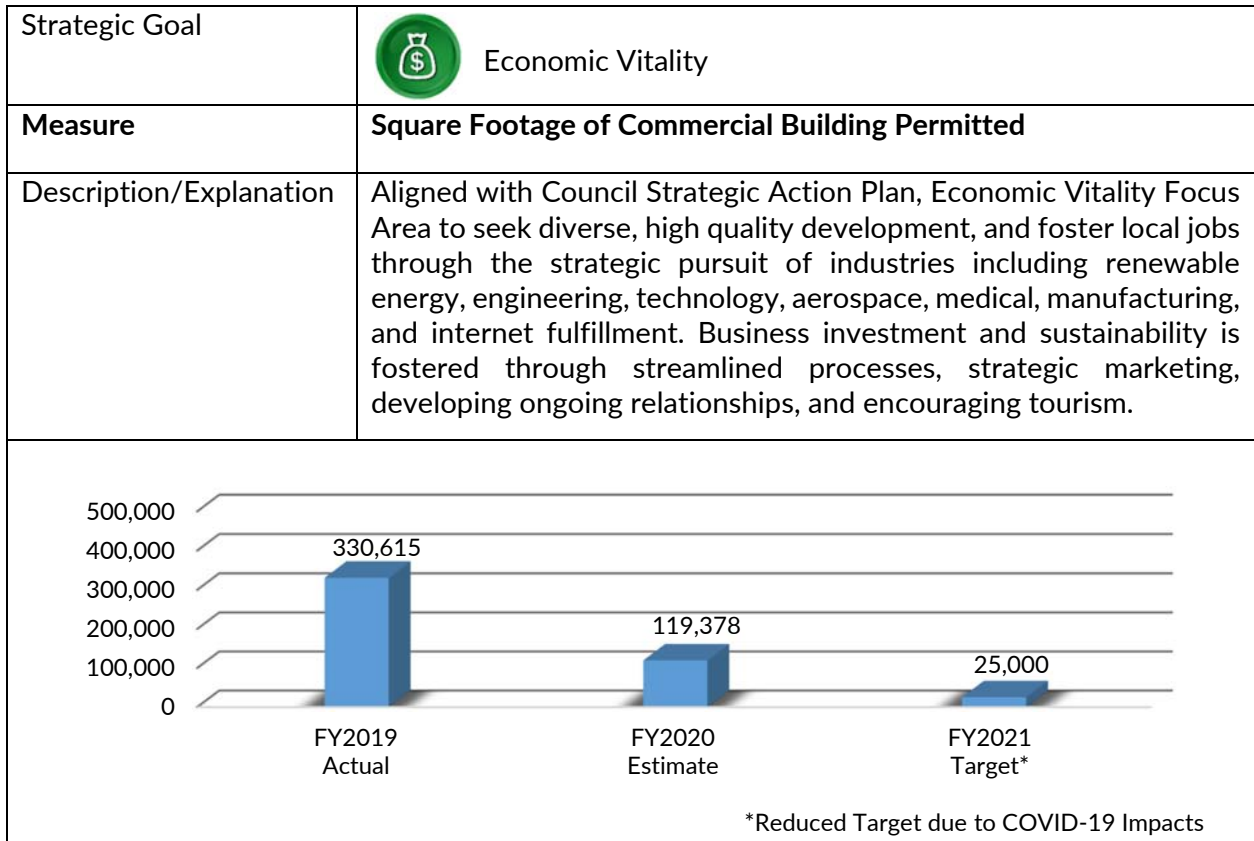 Strategic Goal
$
Economic Vitality
Measure
Square Footage of Commercial Building Permitted
Description/Explanation
Aligned with Council Strategic Action Plan, Economic Vitality Focus
Area to seek diverse, high quality development, and foster local jobs
through the strategic pursuit of industries including renewable
energy, engineering, technology, aerospace, medical, manufacturing,
and internet fulfillment. Business investment and sustainability is
fostered through streamlined processes, strategic marketing,
developing ongoing relationships, and encouraging tourism.
500,000
400,000
300,000
200,000
100,000
0
330,615
119,378
25,000
FY2019
Actual
FY2020
Estimate
FY2021
Target*
*Reduced Target due to COVID-19 Impacts